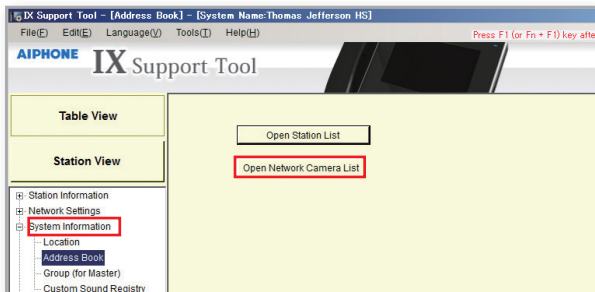 IX Support Tool - [Address Book] - [System Name:Thomas Jefferson HS]
File(F) Edit(E) Language(V) Tools(T) Help(H)
Press F1 (or Fn + F1) key afte
AIPHONE IX Support Tool
Table View
Open Station List
Station View
Open Network Camera List
Station Information
Network Settings
System Information
Location
Address Book
Group (for Master)
Custom Sound Registry